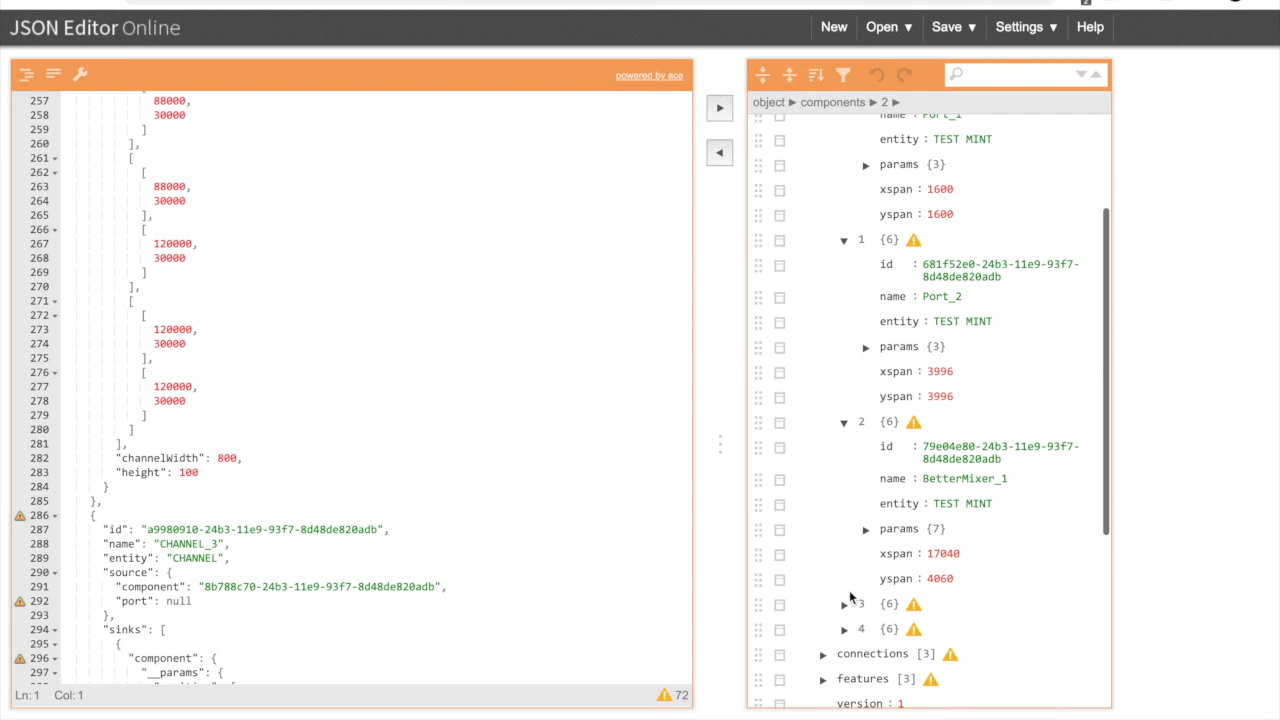 JSON Editor Online
New
Open ▼
Save ▼
Settings ▼
Help
powered by ace
257 88000,
258 30000
259 ]
260 ],
261 [
262 [
263 88000,
264 30000
265 ],
266 [
267 120000,
268 30000
269 ]
270 ],
271 [
272 [
273 120000,
274 30000
275 ],
276 [
277 120000,
278 30000
279 ]
280 ]
281 ],
282 "channelWidth": 800,
283 "height": 100
284 }
285 },
286 {
287 "id": "a9980910-24b3-11e9-93f7-8d48de820adb",
288 "name": "CHANNEL_3",
289 "entity": "CHANNEL",
290 "source": {
291 "component": "8b788c70-24b3-11e9-93f7-8d48de820adb",
292 "port": null
293 },
294 "sinks": [
295 {
296 "component": {
297 "__params": {
Ln: 1 Col: 1
72
object ► components ► 2 ►
name : Port_1
entity : TEST MINT
params {3}
xspan : 1600
yspan : 1600
1 {6}
id : 681f52e0-24b3-11e9-93f7-
8d48de820adb
name : Port_2
entity : TEST MINT
params {3}
xspan : 3996
yspan : 3996
2 {6}
id : 79e04e80-24b3-11e9-93f7-
8d48de820adb
name : BetterMixer_1
entity : TEST MINT
params {7}
xspan : 17040
yspan : 4060
3 {6}
4 {6}
connections [3]
features [3]
version : 1